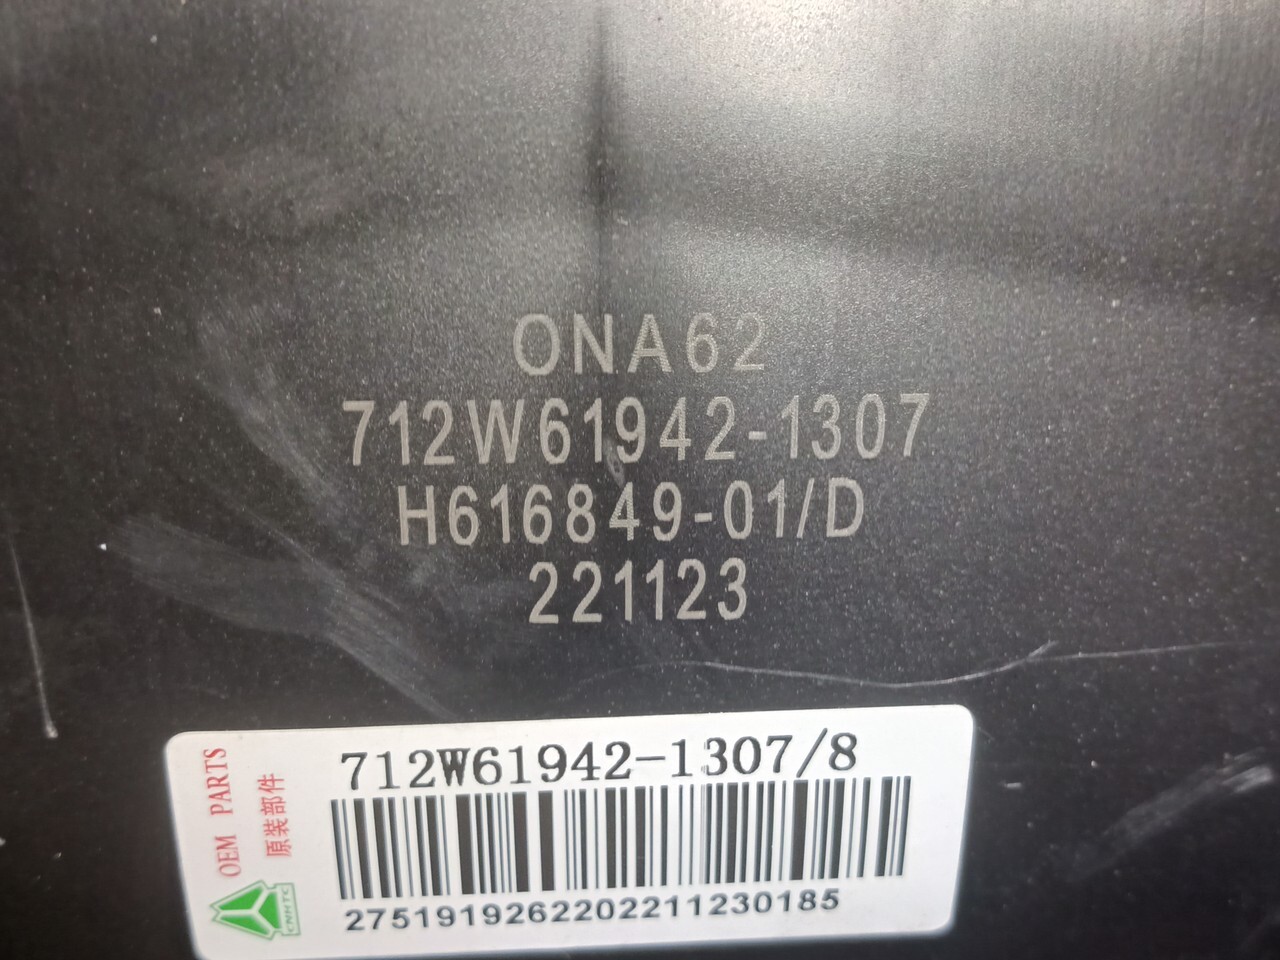 ONA62
712W61942-1307
H616849-01/D
221123
712W61942-1307/8
OEM PARTS
原装部件
CNHTC
2751919262202211230185